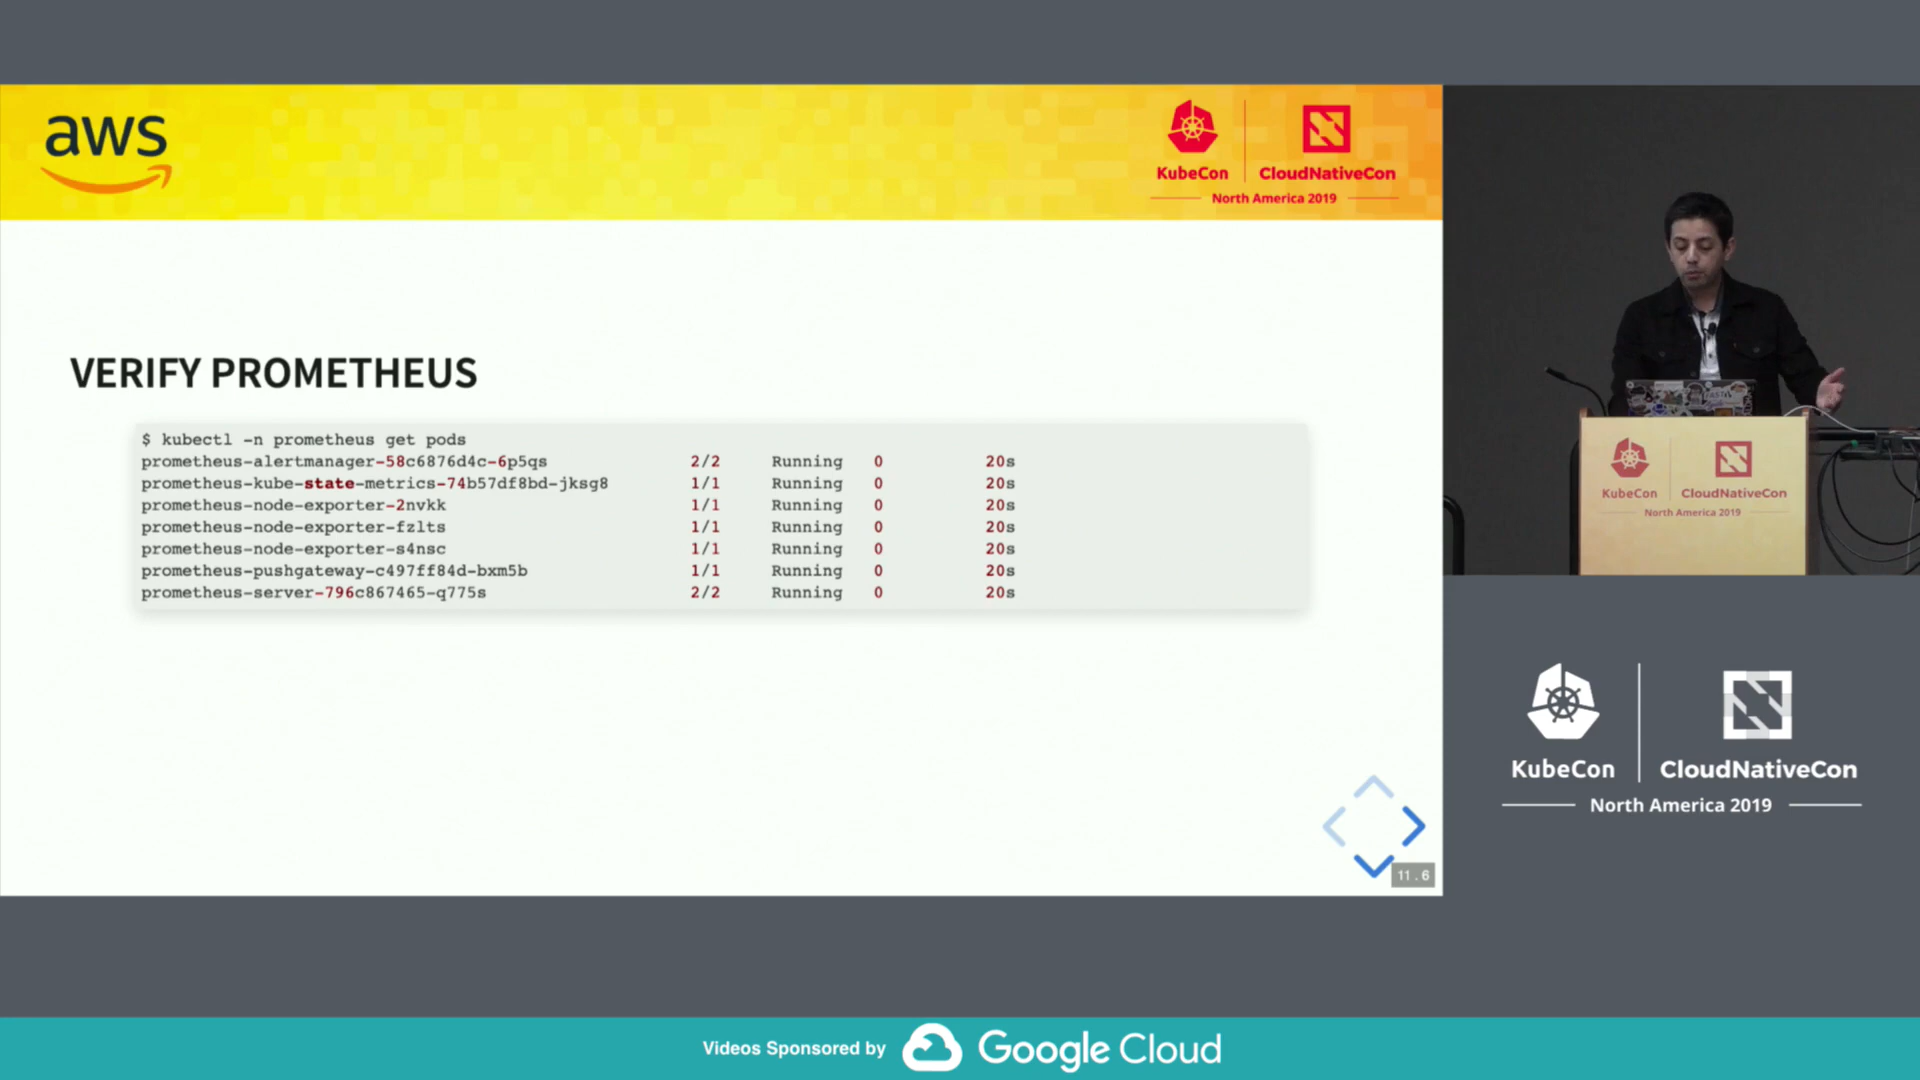 aws
KubeCon
CloudNativeCon
North America 2019
VERIFY PROMETHEUS
$ kubectl -n prometheus get pods
prometheus-alertmanager-58c6876d4c-6p5qs 2/2 Running 0 20s
prometheus-kube-state-metrics-74b57df8bd-jksg8 1/1 Running 0 20s
prometheus-node-exporter-2nvkk 1/1 Running 0 20s
prometheus-node-exporter-fzlts 1/1 Running 0 20s
prometheus-node-exporter-s4nsc 1/1 Running 0 20s
prometheus-pushgateway-c497ff84d-bxm5b 1/1 Running 0 20s
prometheus-server-796c867465-q775s 2/2 Running 0 20s
11.6
KubeCon
CloudNativeCon
North America 2019
KubeCon
CloudNativeCon
North America 2019
Videos Sponsored by Google Cloud